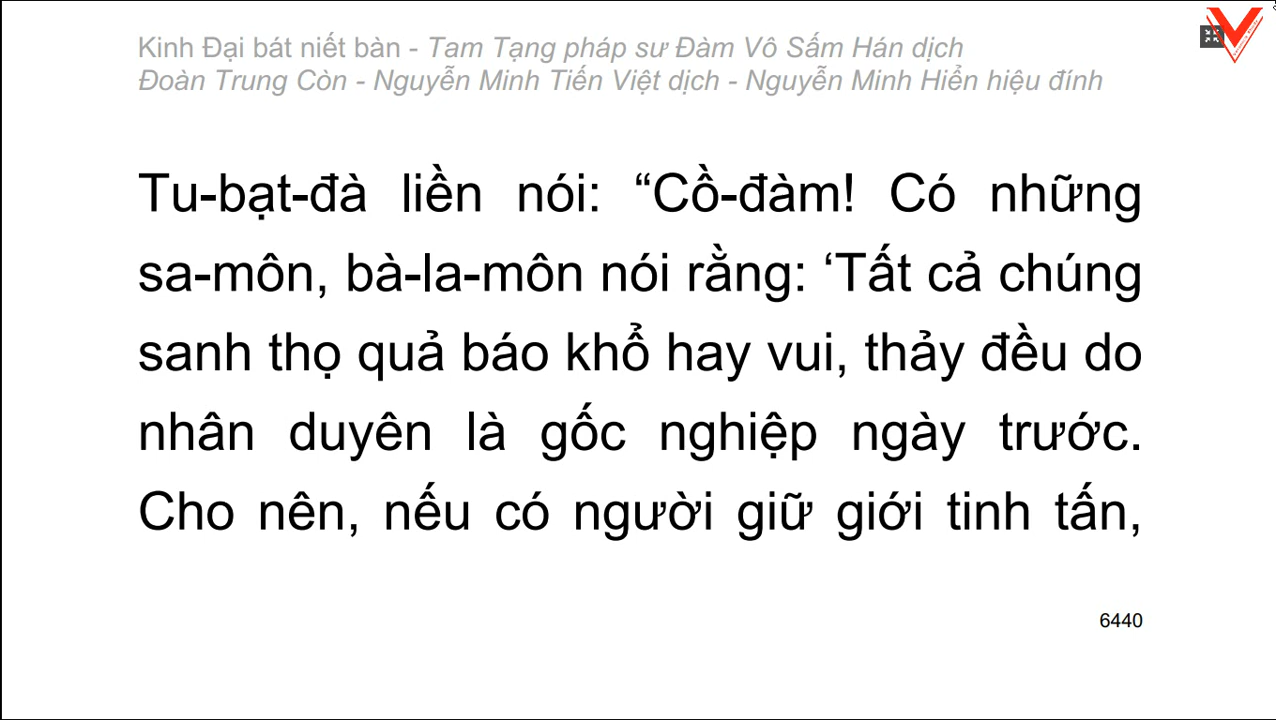 Kinh Đại bát niết bàn - Tam Tạng pháp sư Đàm Vô Sấm Hán dịch
Đoàn Trung Còn - Nguyễn Minh Tiến Việt dịch - Nguyễn Minh Hiển hiệu đính
Tu-bạt-đà liền nói: “Cồ-đàm! Có những
sa-môn, bà-la-môn nói rằng: ‘Tất cả chúng
sanh thọ quả báo khổ hay vui, thảy đều do
nhân duyên là gốc nghiệp ngày trước.
Cho nên, nếu có người giữ giới tinh tấn,
6440